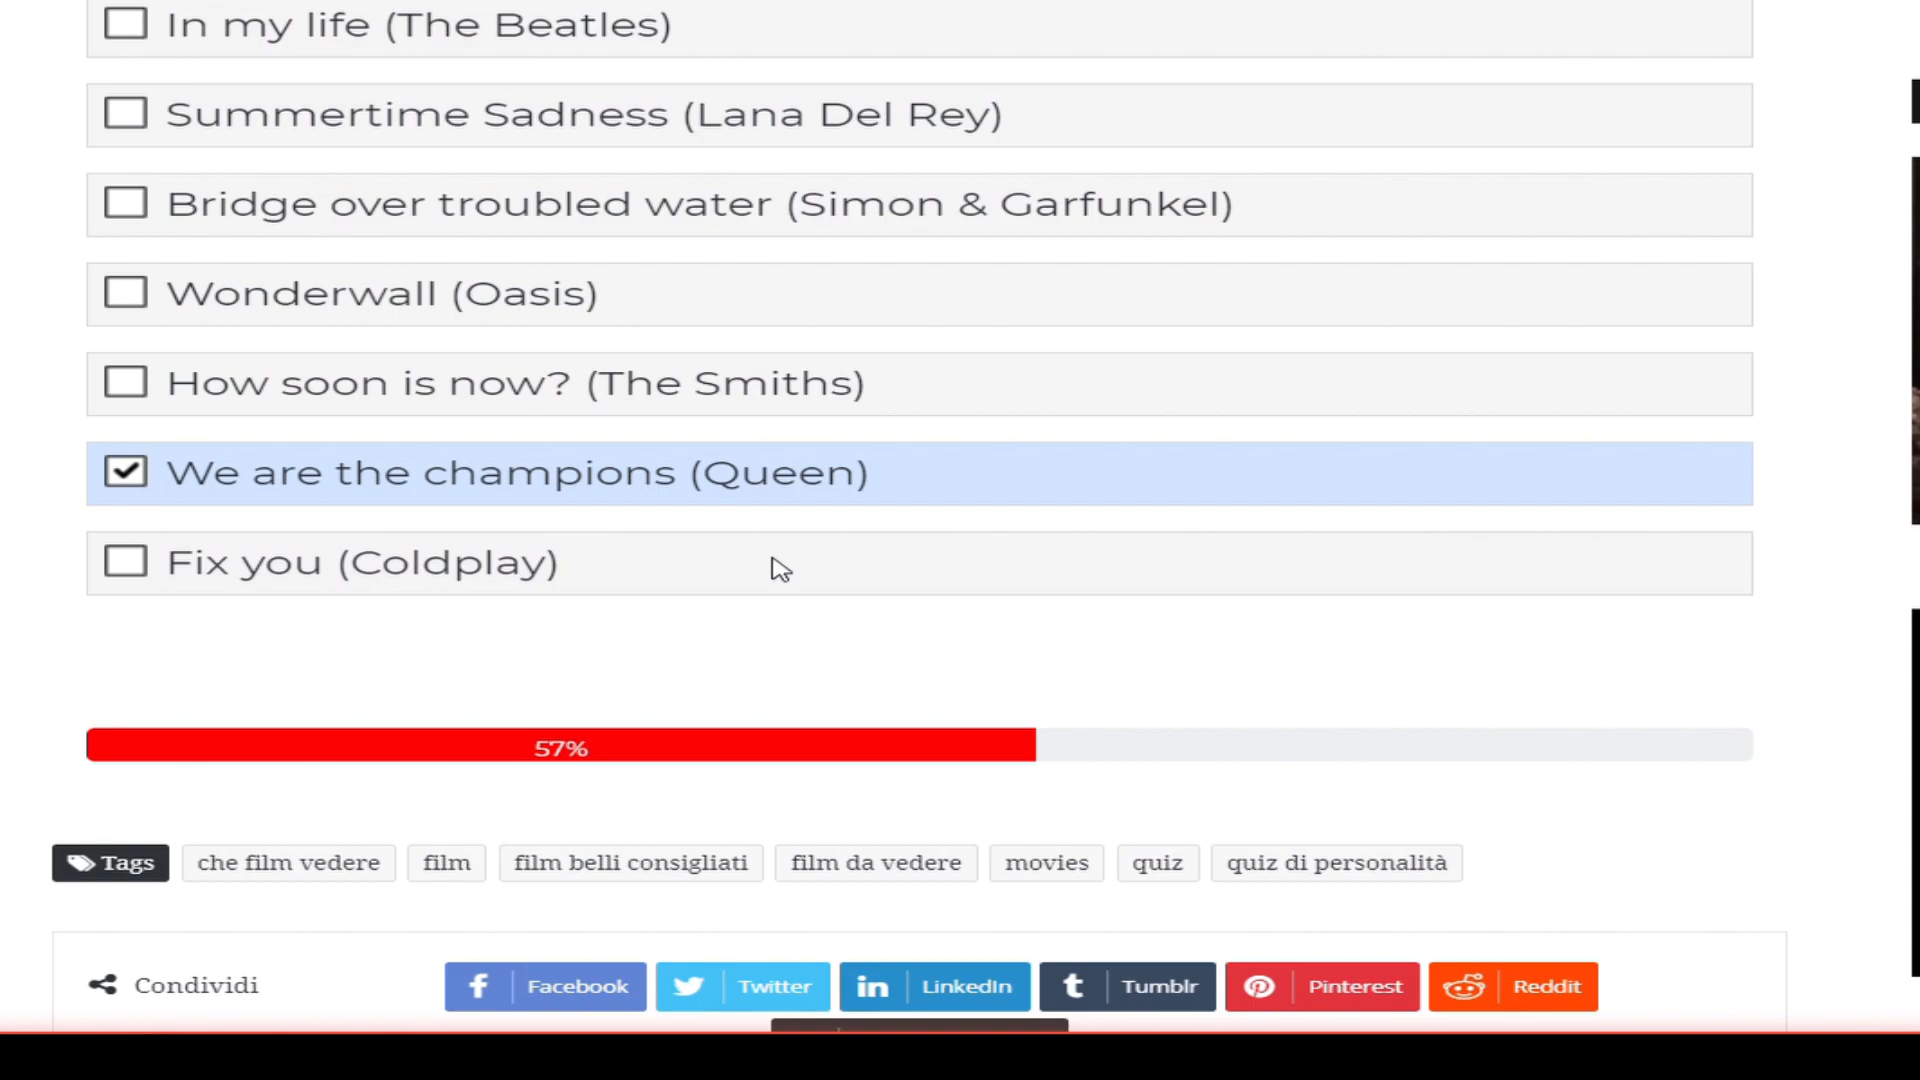 In my life (The Beatles)
Summertime Sadness (Lana Del Rey)
Bridge over troubled water (Simon & Garfunkel)
Wonderwall (Oasis)
How soon is now? (The Smiths)
We are the champions (Queen)
Fix you (Coldplay)
57%
Tags che film vedere film film belli consigliati film da vedere movies quiz quiz di personalità
Condividi Facebook Twitter LinkedIn Tumblr Pinterest Reddit